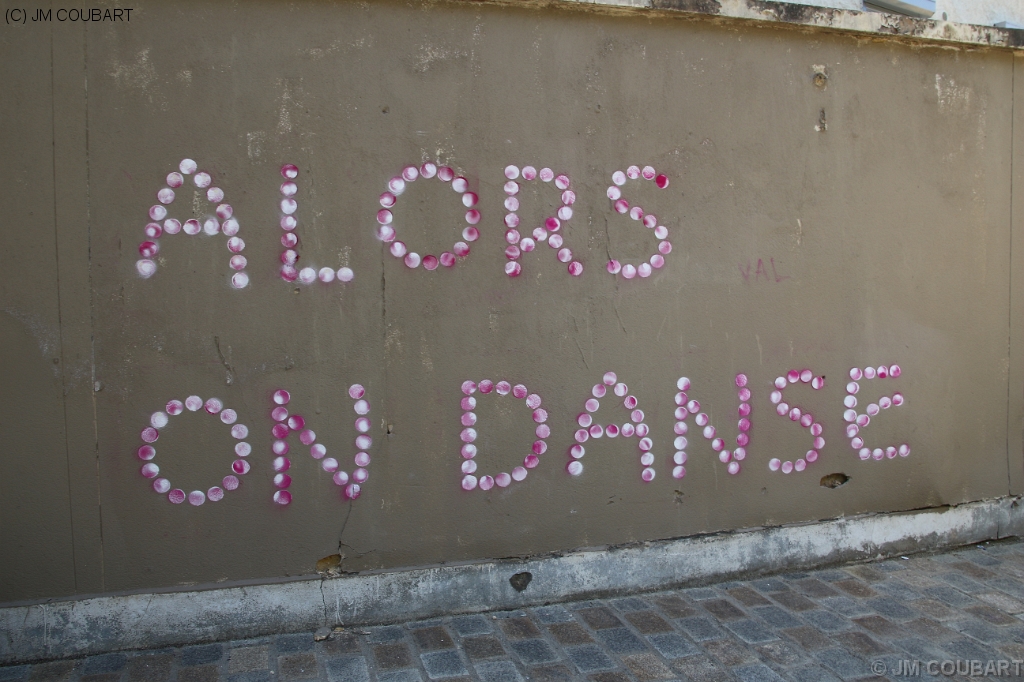 (C) JM COUBART
ALORS
VAL
ON DANSE
© JM COUBART